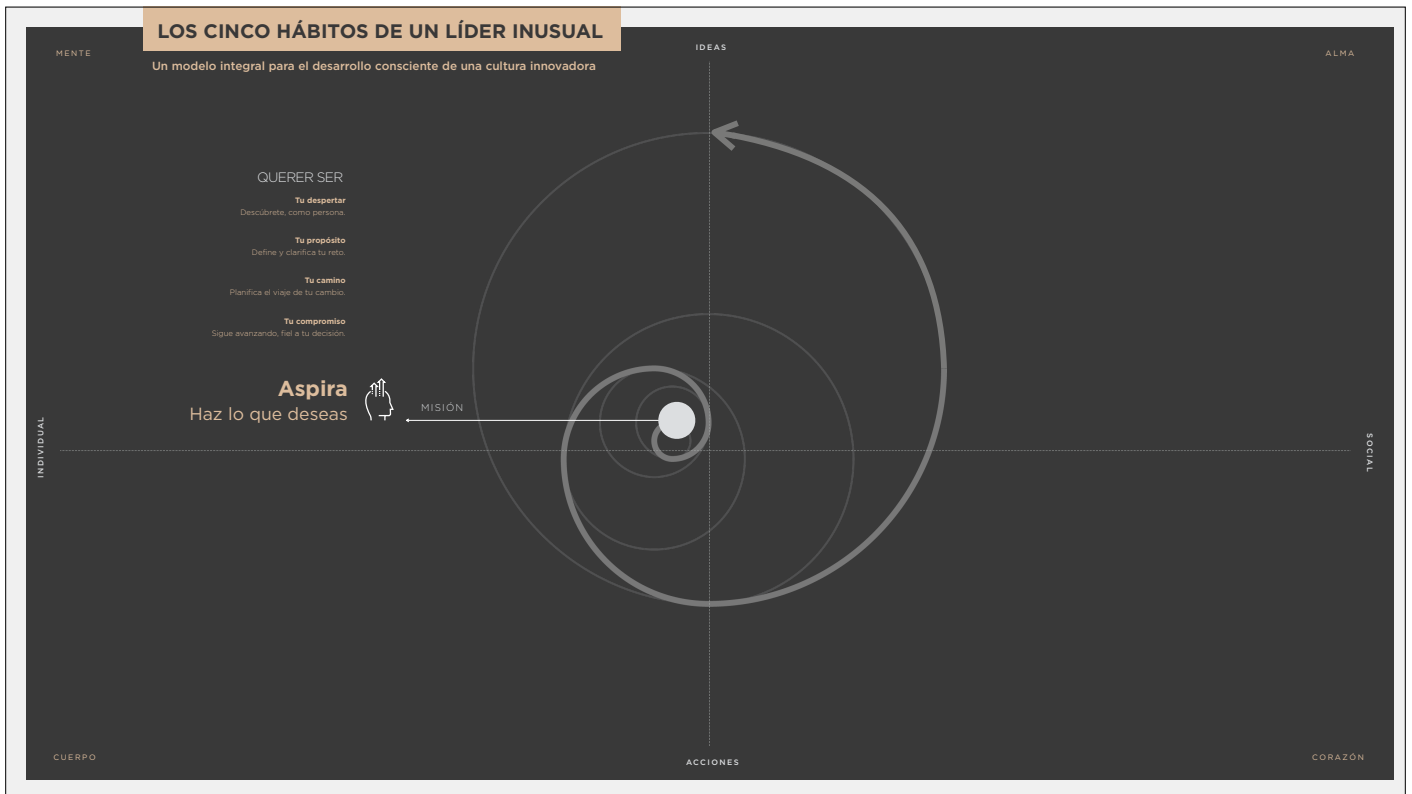 LOS CINCO HÁBITOS DE UN LÍDER INUSUAL
Un modelo integral para el desarrollo consciente de una cultura innovadora
MENTE
IDEAS
ALMA
QUERER SER
Tu despertar
Descúbrete, como persona.
Tu propósito
Define y clarifica tu reto.
Tu camino
Planifica el viaje de tu cambio.
Tu compromiso
Sigue avanzando, fiel a tu decisión.
Aspira
Haz lo que deseas
MISIÓN
INDIVIDUAL
SOCIAL
CUERPO
ACCIONES
CORAZÓN